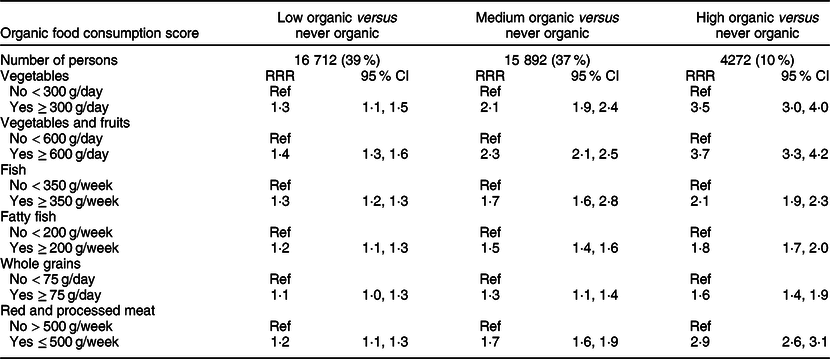 Organic food consumption score Low organic versus never organic Medium organic versus never organic High organic versus never organic
Number of persons 16 712 (39 %) 15 892 (37 %) 4272 (10 %)
Vegetables RRR 95 % CI RRR 95 % CI RRR 95 % CI
No < 300 g/day Ref Ref Ref
Yes ≥ 300 g/day 1·3 1·1, 1·5 2·1 1·9, 2·4 3·5 3·0, 4·0
Vegetables and fruits
No < 600 g/day Ref Ref Ref
Yes ≥ 600 g/day 1·4 1·3, 1·6 2·3 2·1, 2·5 3·7 3·3, 4·2
Fish
No < 350 g/week Ref Ref Ref
Yes ≥ 350 g/week 1·3 1·2, 1·3 1·7 1·6, 2·8 2·1 1·9, 2·3
Fatty fish
No < 200 g/week Ref Ref Ref
Yes ≥ 200 g/week 1·2 1·1, 1·3 1·5 1·4, 1·6 1·8 1·7, 2·0
Whole grains
No < 75 g/day Ref Ref Ref
Yes ≥ 75 g/day 1·1 1·0, 1·3 1·3 1·1, 1·4 1·6 1·4, 1·9
Red and processed meat
No > 500 g/week Ref Ref Ref
Yes ≤ 500 g/week 1·2 1·1, 1·3 1·7 1·6, 1·9 2·9 2·6, 3·1